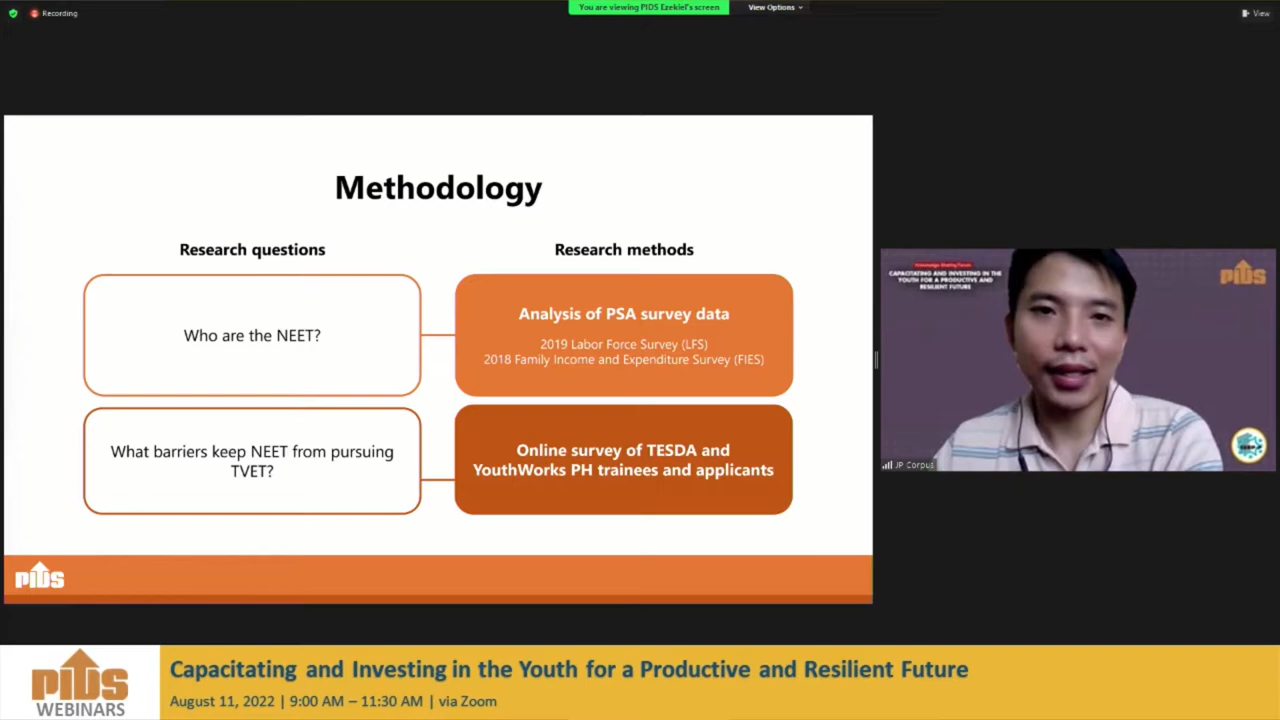 Recording
You are viewing PIDS Ezekiel's screen
View Options
View
Methodology
Research questions
Research methods
Who are the NEET?
Analysis of PSA survey data
2019 Labor Force Survey (LFS)
2018 Family Income and Expenditure Survey (FIES)
What barriers keep NEET from pursuing
TVET?
Online survey of TESDA and
YouthWorks PH trainees and applicants
PIDS
CAPACITATING AND INVESTING IN THE
YOUTH FOR A PRODUCTIVE AND
RESILIENT FUTURE
PIDS
JP Corpus
PIDS
WEBINARS
Capacitating and Investing in the Youth for a Productive and Resilient Future
August 11, 2022 | 9:00 AM – 11:30 AM | via Zoom